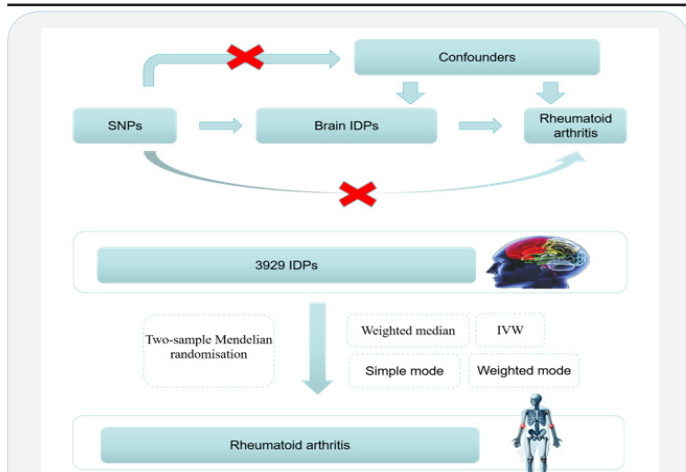 Confounders
SNPs
Brain IDPs
Rheumatoid
arthritis
3929 IDPs
Two-sample Mendelian
randomisation
Weighted median
IVW
Simple mode
Weighted mode
Rheumatoid arthritis